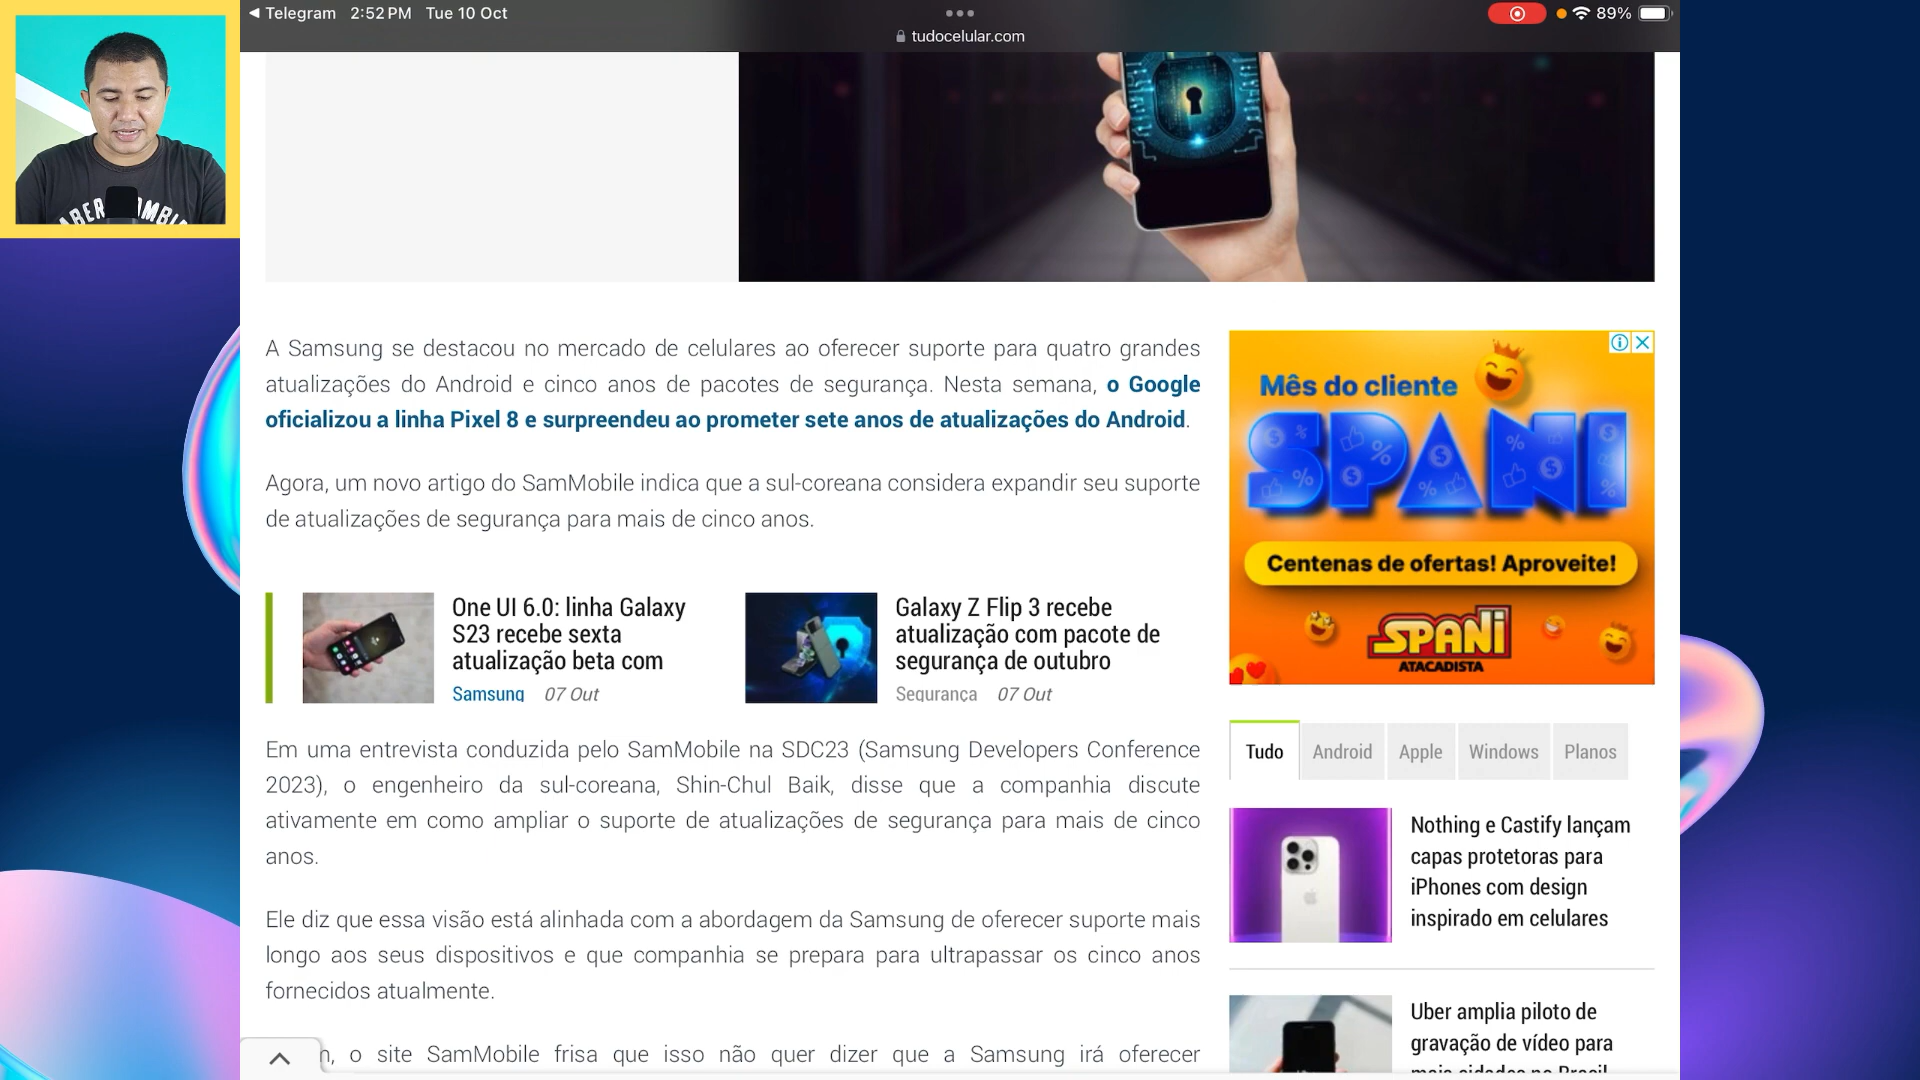 ◀ Telegram 2:52 PM Tue 10 Oct
89%
tudocelular.com
A Samsung se destacou no mercado de celulares ao oferecer suporte para quatro grandes
atualizações do Android e cinco anos de pacotes de segurança. Nesta semana, o Google
oficializou a linha Pixel 8 e surpreendeu ao prometer sete anos de atualizações do Android.
Agora, um novo artigo do SamMobile indica que a sul-coreana considera expandir seu suporte
de atualizações de segurança para mais de cinco anos.
One UI 6.0: linha Galaxy
S23 recebe sexta
atualização beta com
Samsung 07 Out
Galaxy Z Flip 3 recebe
atualização com pacote de
segurança de outubro
Segurança 07 Out
Em uma entrevista conduzida pelo SamMobile na SDC23 (Samsung Developers Conference
2023), o engenheiro da sul-coreana, Shin-Chul Baik, disse que a companhia discute
ativamente em como ampliar o suporte de atualizações de segurança para mais de cinco
anos.
Ele diz que essa visão está alinhada com a abordagem da Samsung de oferecer suporte mais
longo aos seus dispositivos e que companhia se prepara para ultrapassar os cinco anos
fornecidos atualmente.
o site SamMobile frisa que isso não quer dizer que a Samsung irá oferecer
Mês do cliente
SPANI
Centenas de ofertas! Aproveite!
SPANI
ATACADISTA
Tudo Android Apple Windows Planos
Nothing e Castify lançam
capas protetoras para
iPhones com design
inspirado em celulares
Uber amplia piloto de
gravação de vídeo para
mais cidades no Brasil